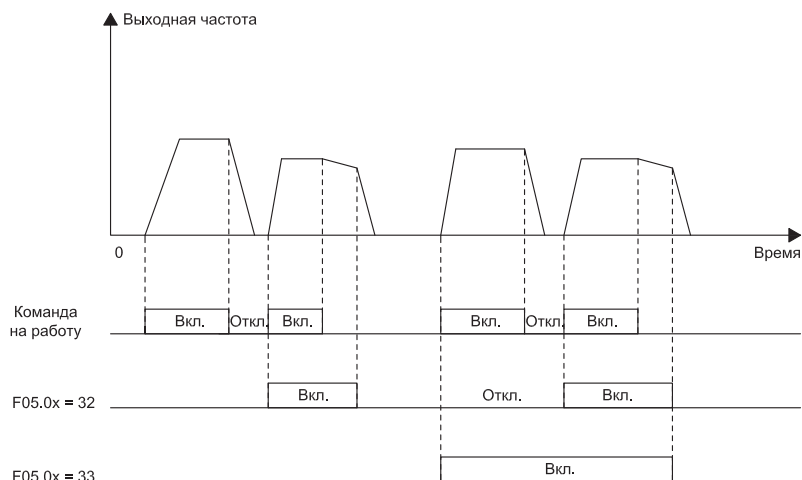 Выходная частота
0
Время
Команда
на работу
Вкл.
Откл.
Вкл.
Вкл.
Откл.
Вкл.
F05.0x = 32
Вкл.
Откл.
Вкл.
F05.0x = 33
Вкл.